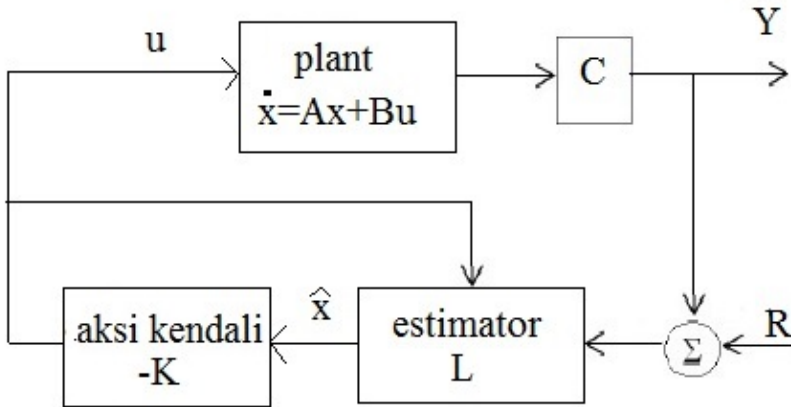 u
plant
ẋ=Ax+Bu
C
Y
aksi kendali
-K
x̂
estimator
L
Σ
R